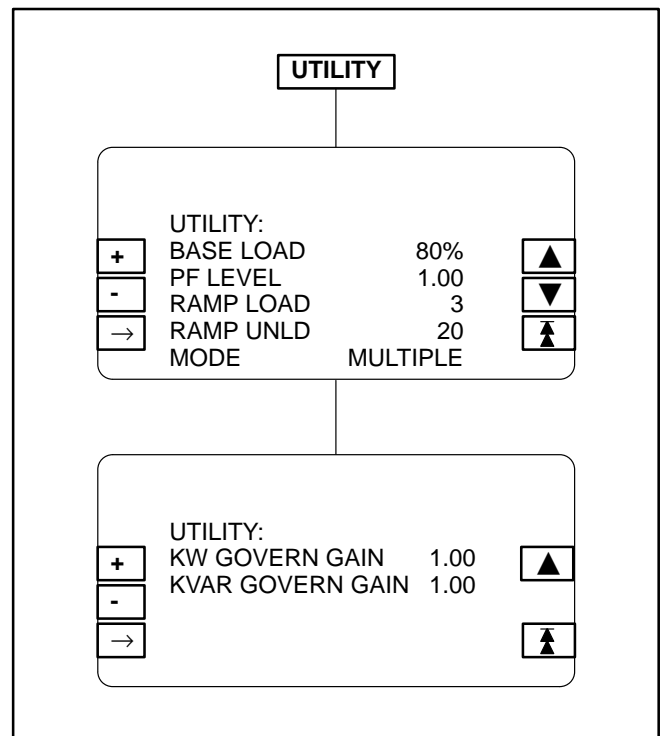 UTILITY
UTILITY:
+ BASE LOAD 80% ▲
- PF LEVEL 1.00 ▼
RAMP LOAD 3
→ RAMP UNLD 20
MODE MULTIPLE
UTILITY:
+ KW GOVERN GAIN 1.00 ▲
- KVAR GOVERN GAIN 1.00
→